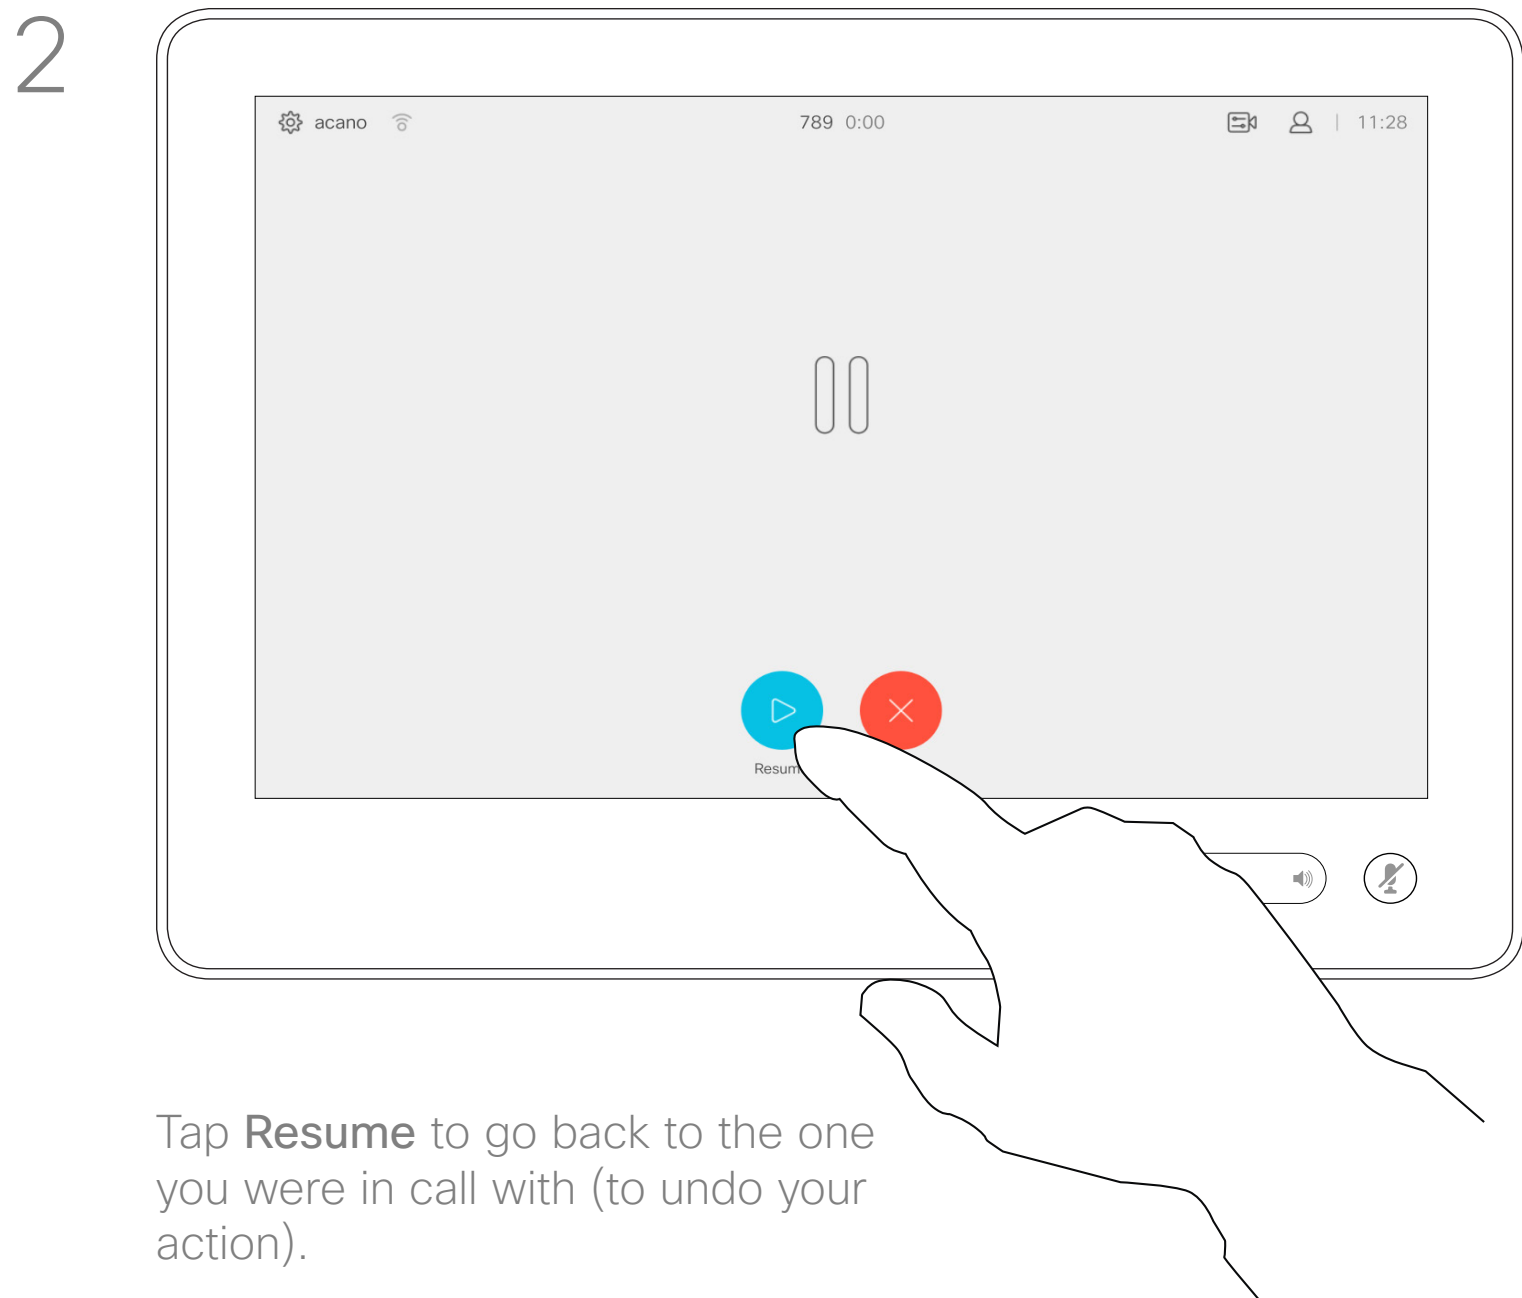 2
acano 789 0:00 11:28
Resum
Tap Resume to go back to the one
you were in call with (to undo your
action).